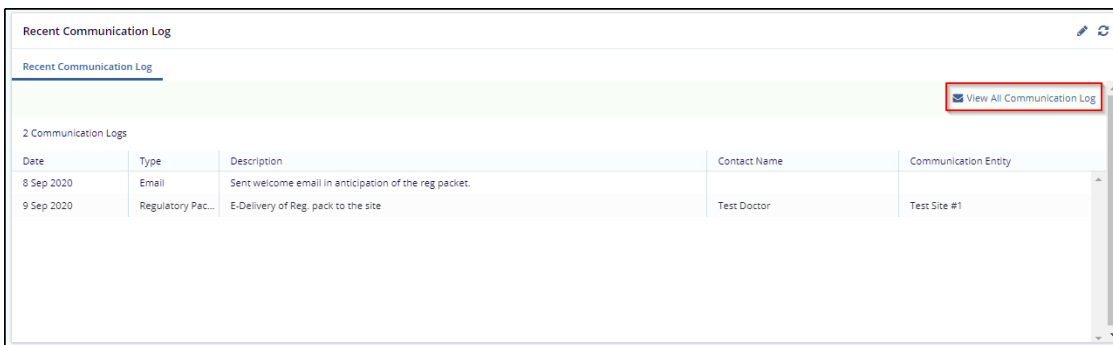 Recent Communication Log
Recent Communication Log
View All Communication Log
2 Communication Logs
Date Type Description Contact Name Communication Entity
8 Sep 2020 Email Sent welcome email in anticipation of the reg packet.
9 Sep 2020 Regulatory Pac... E-Delivery of Reg. pack to the site Test Doctor Test Site #1